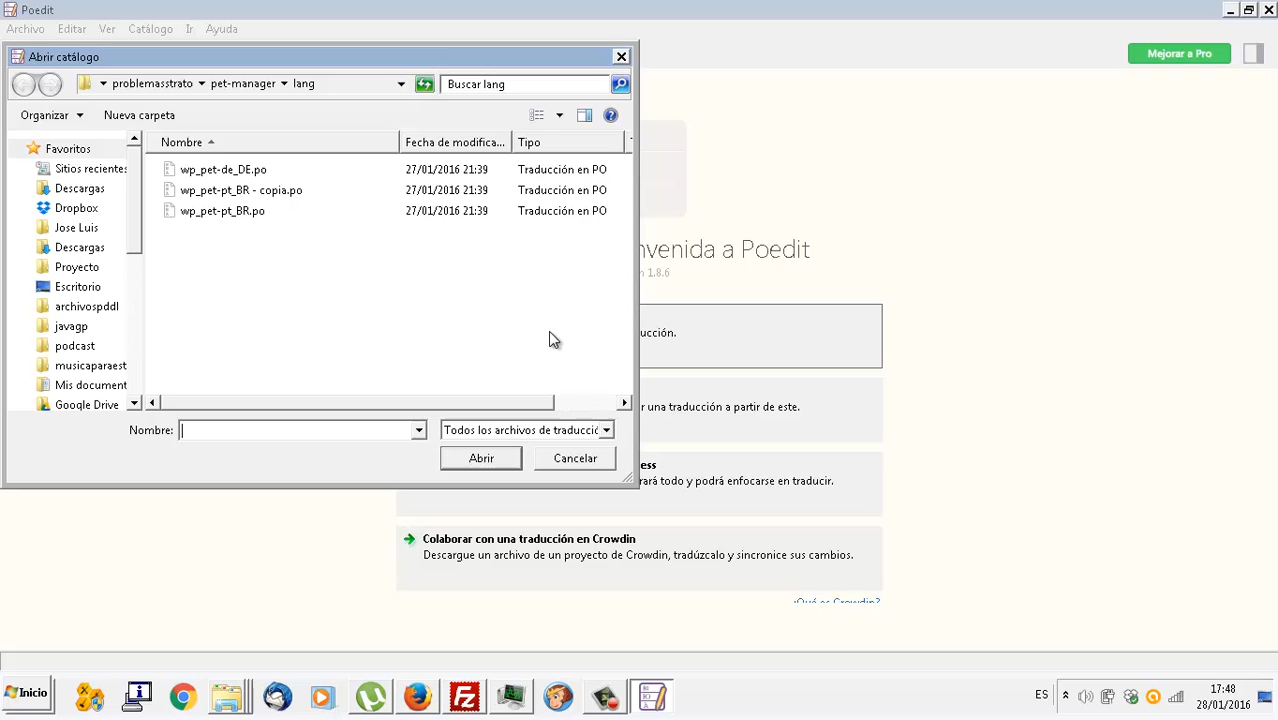 Poedit
Archivo Editar Ver Catálogo Ir Ayuda
Mejorar a Pro
Abrir catálogo
problemasstrato pet-manager lang
Buscar lang
Organizar Nueva carpeta
Favoritos
Sitios recientes
Descargas
Dropbox
Jose Luis
Descargas
Proyecto
Escritorio
archivospddl
javagp
podcast
musicaparaest
Mis document
Google Drive
Nombre Fecha de modifica... Tipo
wp_pet-de_DE.po 27/01/2016 21:39 Traducción en PO
wp_pet-pt_BR - copia.po 27/01/2016 21:39 Traducción en PO
wp_pet-pt_BR.po 27/01/2016 21:39 Traducción en PO
Nombre:
Todos los archivos de traducció
Abrir Cancelar
nvenida a Poedit
n 1.8.6
ucción.
r una traducción a partir de este.
ess
rará todo y podrá enfocarse en traducir.
Colaborar con una traducción en Crowdin
Descargue un archivo de un proyecto de Crowdin, tradúzcalo y sincronice sus cambios.
¿Qué es Crowdin?
Inicio
ES
17:48
28/01/2016